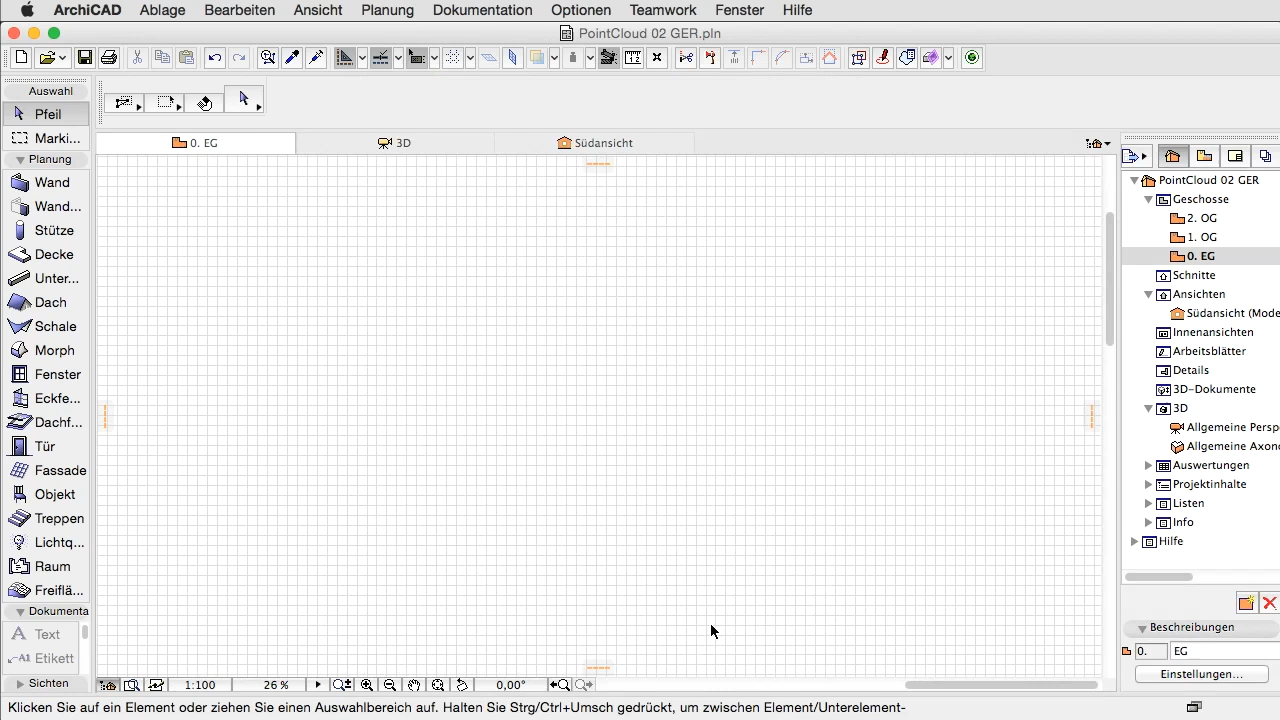 ArchiCAD Ablage Bearbeiten Ansicht Planung Dokumentation Optionen Teamwork Fenster Hilfe
PointCloud 02 GER.pln
Auswahl
Pfeil
Marki...
Planung
Wand
Wand...
Stütze
Decke
Unter...
Dach
Schale
Morph
Fenster
Eckfe...
Dachf...
Tür
Fassade
Objekt
Treppen
Lichtq...
Raum
Freiflä...
Dokumenta
Text
A1 Etikett
Sichten
0. EG
3D
Südansicht
PointCloud 02 GER
Geschosse
2. OG
1. OG
0. EG
Schnitte
Ansichten
Südansicht (Mode
Innenansichten
Arbeitsblätter
Details
3D-Dokumente
3D
Allgemeine Persp
Allgemeine Axono
Auswertungen
Projektinhalte
Listen
Info
Hilfe
Beschreibungen
0. EG
Einstellungen...
1:100 26 % 0,00°
Klicken Sie auf ein Element oder ziehen Sie einen Auswahlbereich auf. Halten Sie Strg/Ctrl+Umsch gedrückt, um zwischen Element/Unterelement-